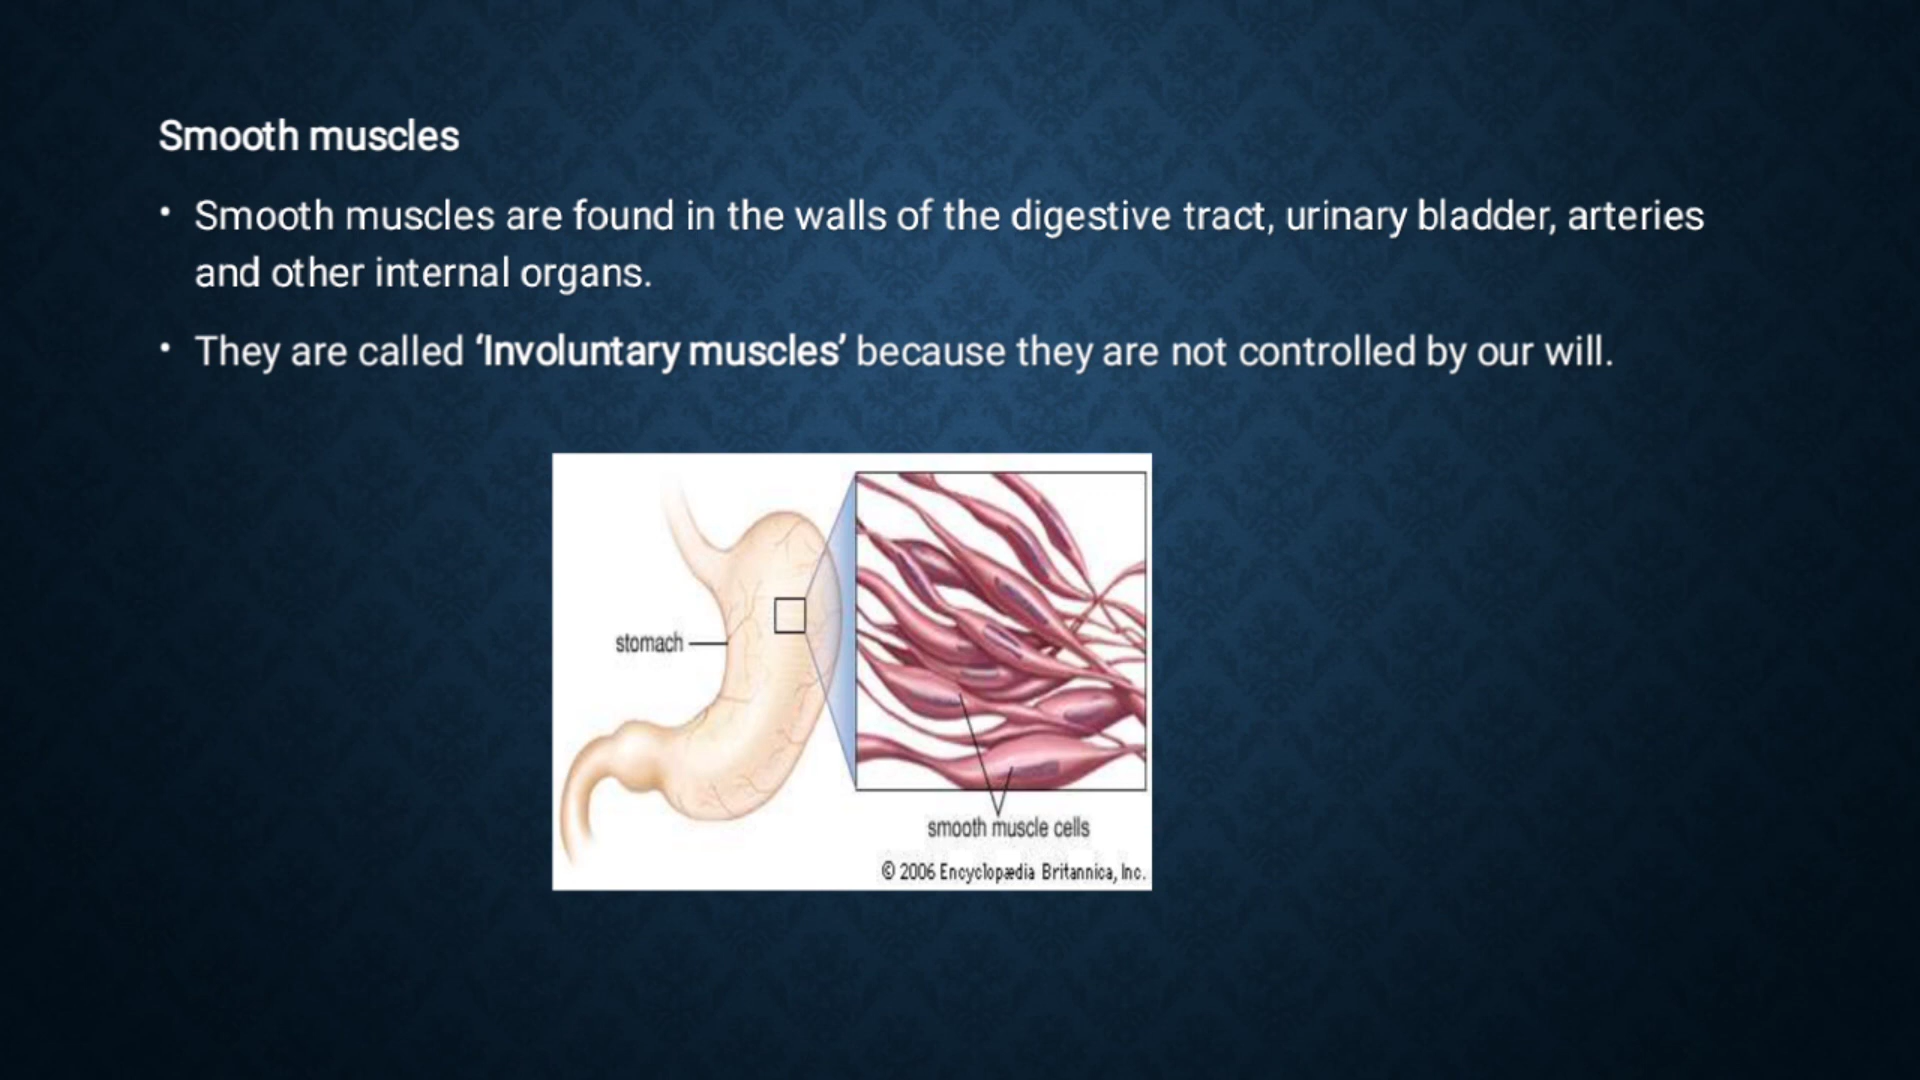 Smooth muscles
• Smooth muscles are found in the walls of the digestive tract, urinary bladder, arteries
and other internal organs.
• They are called ‘Involuntary muscles’ because they are not controlled by our will.
stomach
smooth muscle cells
© 2006 Encyclopædia Britannica, Inc.